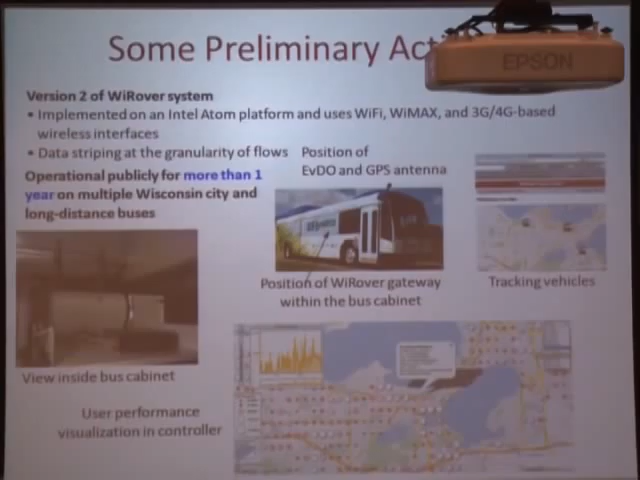 Some Preliminary Act
EPSON
Version 2 of WiRover system
• Implemented on an Intel Atom platform and uses WiFi, WiMAX, and 3G/4G-based
wireless interfaces
• Data striping at the granularity of flows
Position of
EvDO and GPS antenna
Operational publicly for more than 1
year on multiple Wisconsin city and
long-distance buses
Position of WiRover gateway
within the bus cabinet
Tracking vehicles
View inside bus cabinet
User performance
visualization in controller